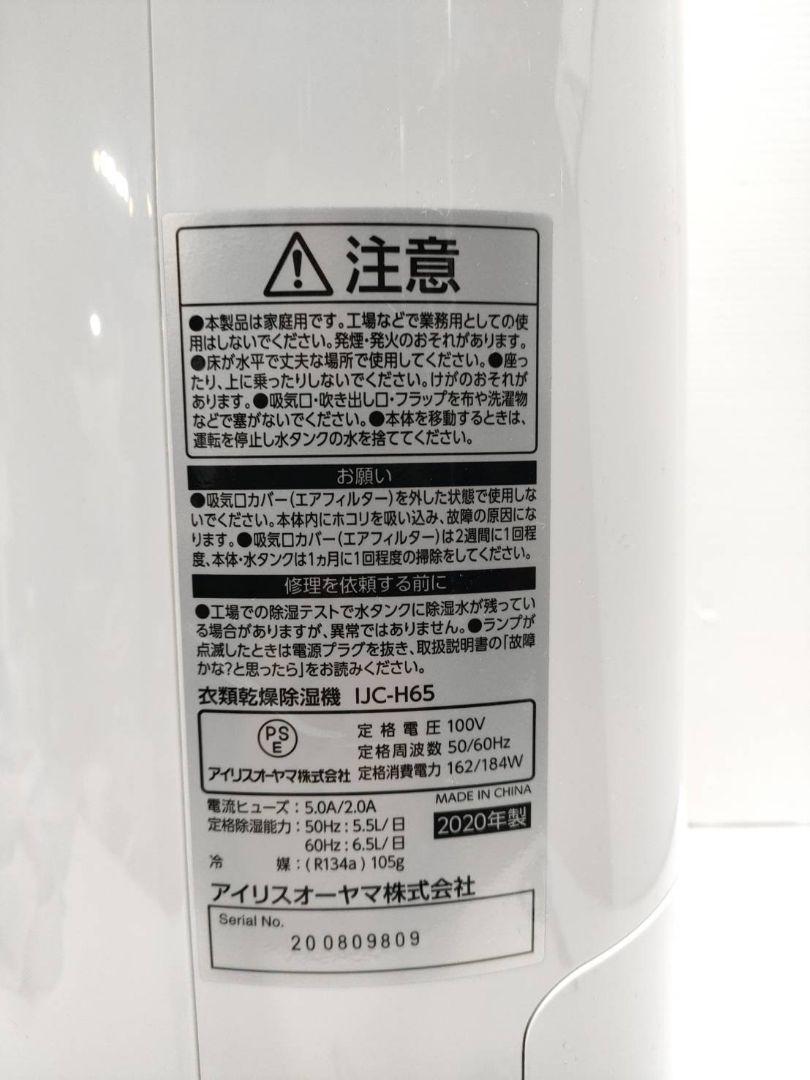 注意
●本製品は家庭用です。工場などで業務用としての使
用はしないでください。発煙・発火のおそれがあります。
●床が水平で丈夫な場所で使用してください。●座っ
たり、上に乗ったりしないでください。けがのおそれが
あります。●吸気口・吹き出し口・フラップを布や洗濯物
などで塞がないでください。●本体を移動するときは、
運転を停止し水タンクの水を捨ててください。
お願い
●吸気口カバー(エアフィルター)を外した状態で使用しな
いでください。本体内にホコリを吸い込み、故障の原因にな
ります。●吸気口カバー(エアフィルター)は2週間に1回程
度、本体・水タンクは1ヵ月に1回程度の掃除をしてください。
修理を依頼する前に
●工場での除湿テストで水タンクに除湿水が残ってい
る場合がありますが、異常ではありません。●ランプが
点滅したときは電源プラグを抜き、取扱説明書の「故障
かな?と思ったら」をお読みください。
衣類乾燥除湿機 IJC-H65
PS
E
アイリスオーヤマ株式会社
定格電圧 100V
定格周波数 50/60Hz
定格消費電力 162/184W
電流ヒューズ:5.0A/2.0A
定格除湿能力:50Hz:5.5L/日
60Hz:6.5L/日
冷媒:(R134a)105g
MADE IN CHINA
2020年製
アイリスオーヤマ株式会社
Serial No.
200809809